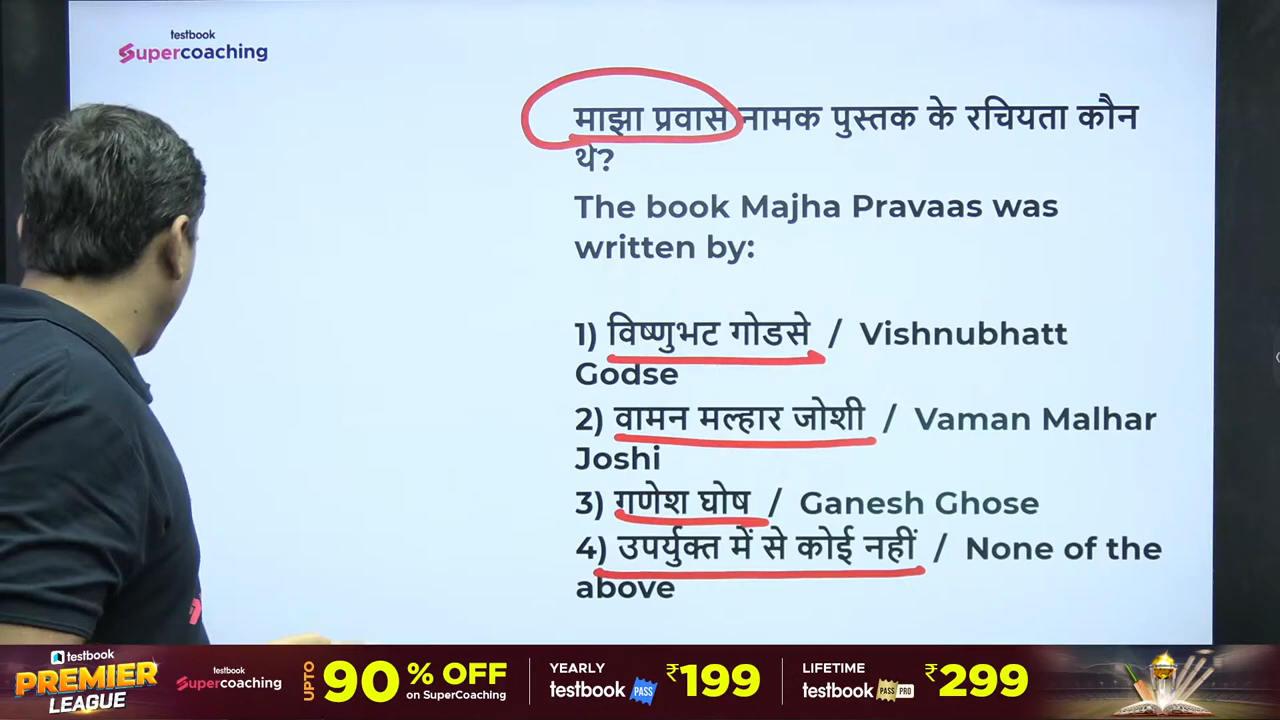 testbook
Supercoaching
माझा प्रवास नामक पुस्तक के रचियता कौन
थे?
The book Majha Pravaas was
written by:
1) विष्णुभट गोडसे / Vishnubhatt
Godse
2) वामन मल्हार जोशी / Vaman Malhar
Joshi
3) गणेश घोष / Ganesh Ghose
4) उपर्युक्त में से कोई नहीं / None of the
above
testbook
PREMIER
LEAGUE
testbook
Supercoaching
UPTO 90% OFF
on SuperCoaching
YEARLY
testbook PASS
₹199
LIFETIME
testbook PASS PRO
₹299